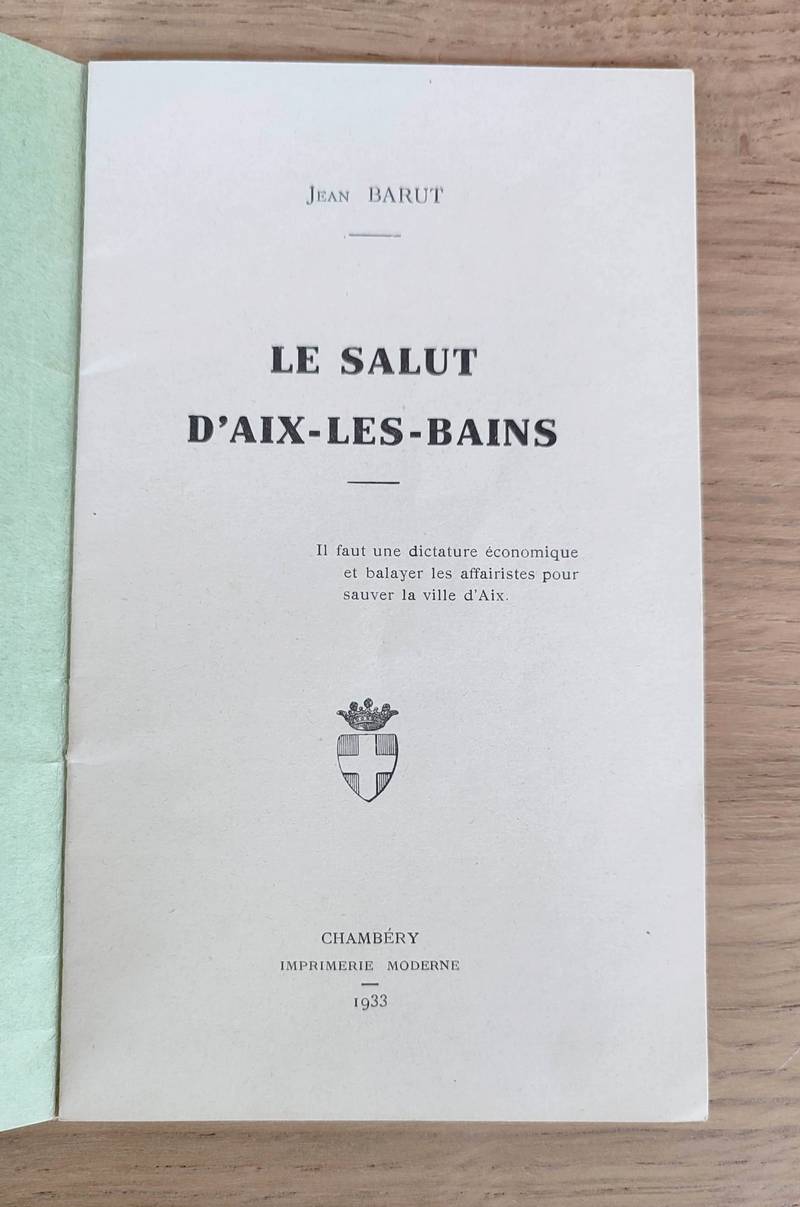 Jean BARUT
LE SALUT
D'AIX-LES-BAINS
Il faut une dictature économique
et balayer les affairistes pour
sauver la ville d'Aix.
CHAMBÉRY
IMPRIMERIE MODERNE
1933